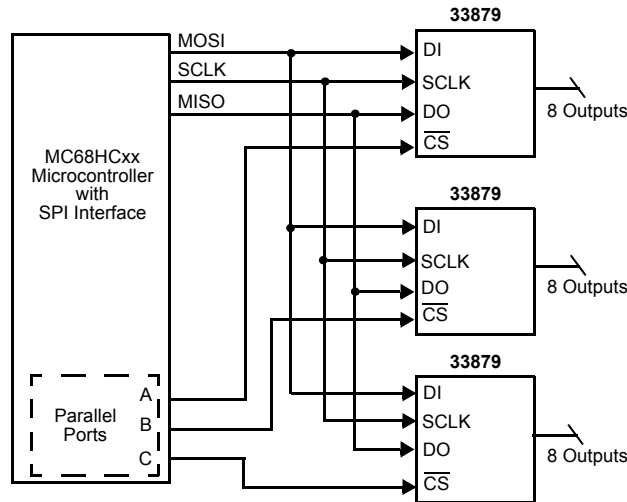 33879
MOSI
DI
SCLK
SCLK
MISO
DO
8 Outputs
CS
MC68HCxx
Microcontroller
with
SPI Interface
33879
DI
SCLK
DO
8 Outputs
CS
33879
Parallel
Ports
A
B
C
DI
SCLK
DO
8 Outputs
CS